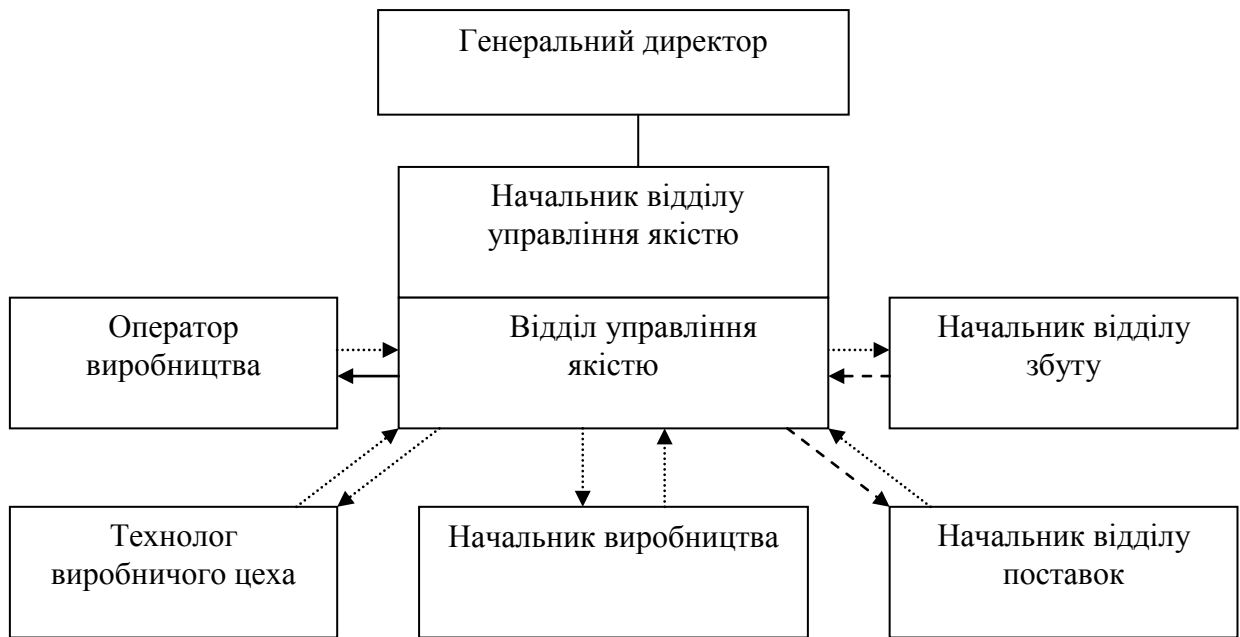 Генеральний директор
Начальник відділу
управління якістю
Оператор
виробництва
Відділ управління
якістю
Начальник відділу
збуту
Технолог
виробничого цеха
Начальник виробництва
Начальник відділу
поставок